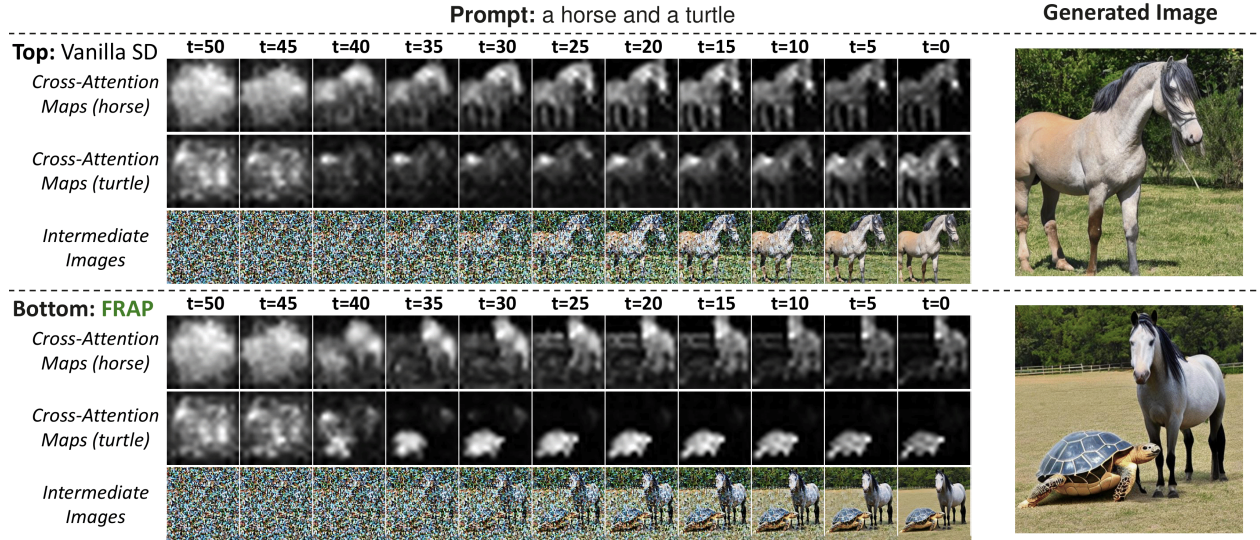 Prompt: a horse and a turtle
Generated Image
Top: Vanilla SD
t=50 t=45 t=40 t=35 t=30 t=25 t=20 t=15 t=10 t=5 t=0
Cross-Attention
Maps (horse)
Cross-Attention
Maps (turtle)
Intermediate
Images
Bottom: FRAP
t=50 t=45 t=40 t=35 t=30 t=25 t=20 t=15 t=10 t=5 t=0
Cross-Attention
Maps (horse)
Cross-Attention
Maps (turtle)
Intermediate
Images